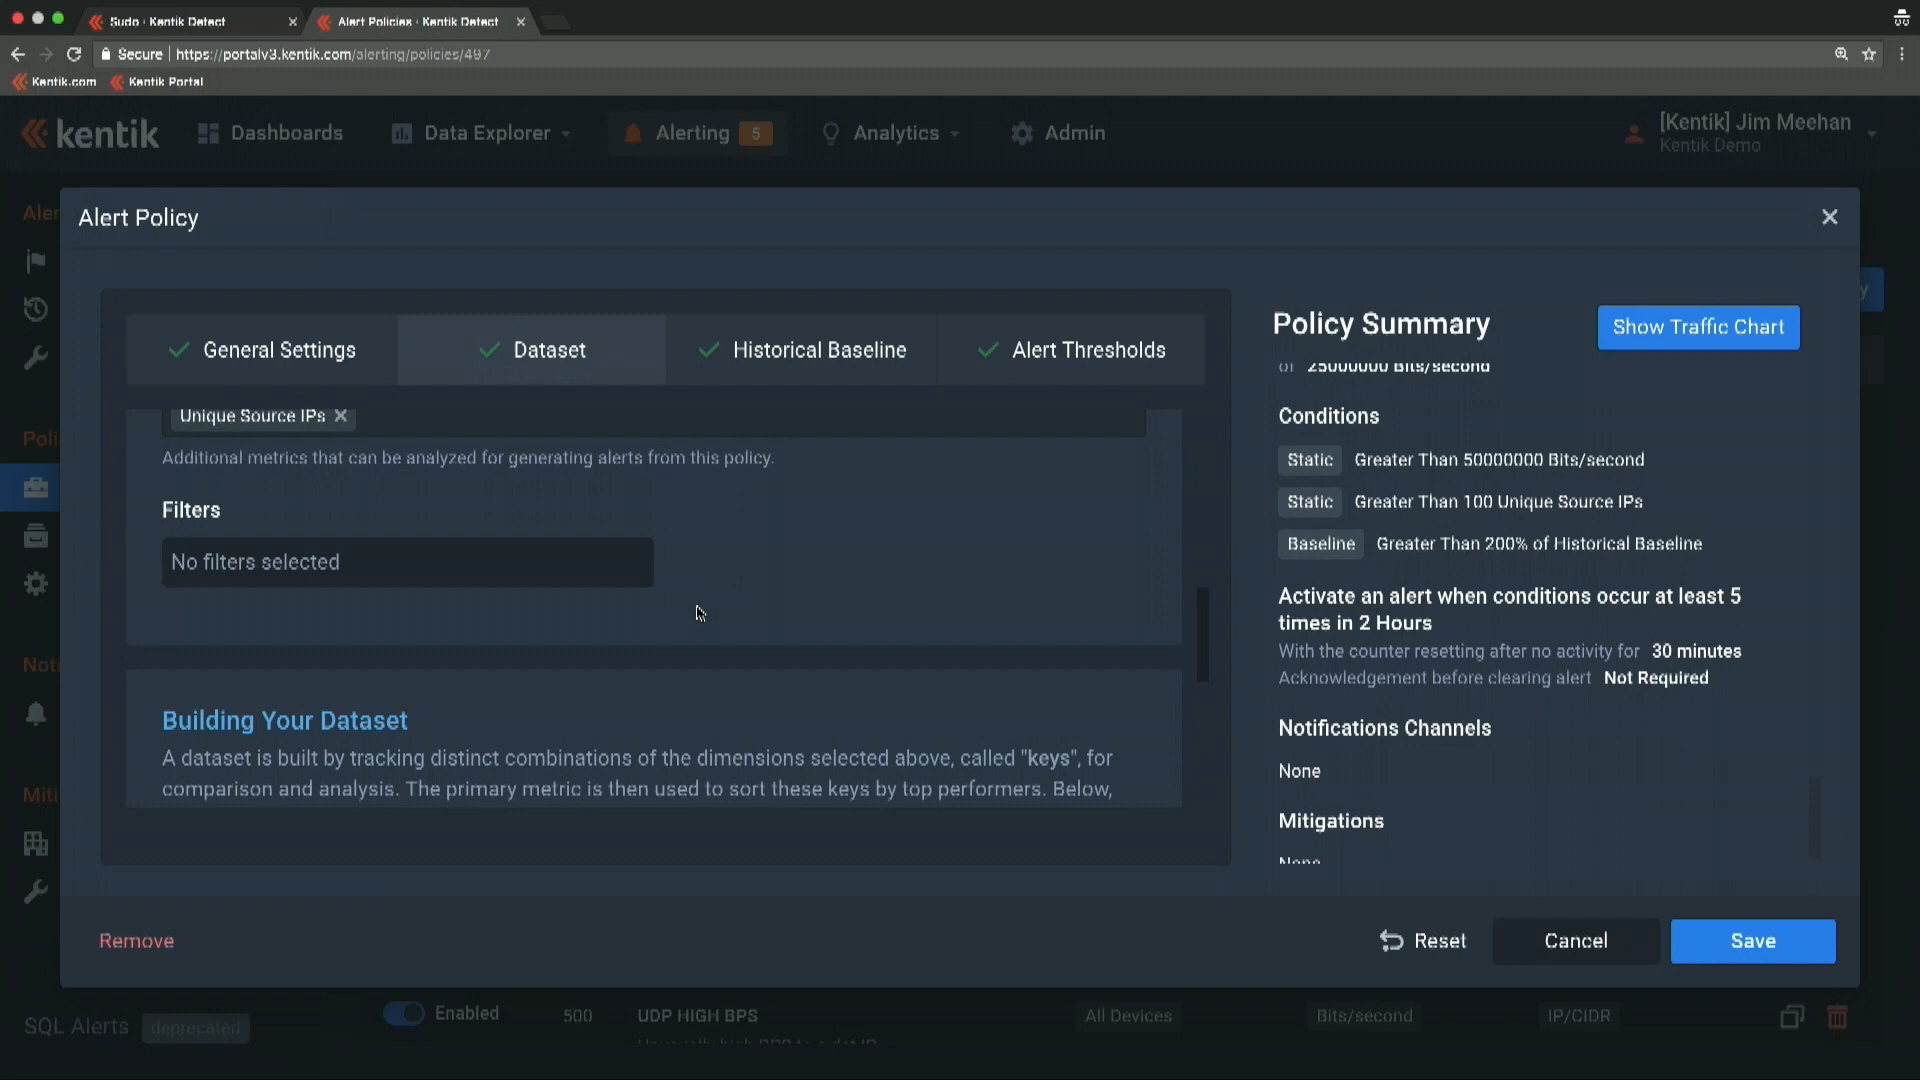 Sudo · Kentik Detect
Alert Policies · Kentik Detect
Secure
https://portalv3.kentik.com/alerting/policies/497
Kentik.com
Kentik Portal
kentik
Dashboards
Data Explorer
Alerting 5
Analytics
Admin
[Kentik] Jim Meehan
Kentik Demo
Aler
Poli
Noti
Miti
y
Alert Policy
General Settings
Dataset
Historical Baseline
Alert Thresholds
Unique Source IPs
Additional metrics that can be analyzed for generating alerts from this policy.
Filters
No filters selected
Building Your Dataset
A dataset is built by tracking distinct combinations of the dimensions selected above, called "keys", for
comparison and analysis. The primary metric is then used to sort these keys by top performers. Below,
Policy Summary
Show Traffic Chart
of 25000000 Bits/second
Conditions
Static Greater Than 50000000 Bits/second
Static Greater Than 100 Unique Source IPs
Baseline Greater Than 200% of Historical Baseline
Activate an alert when conditions occur at least 5
times in 2 Hours
With the counter resetting after no activity for 30 minutes
Acknowledgement before clearing alert Not Required
Notifications Channels
None
Mitigations
None
Remove
Reset
Cancel
Save
SQL Alerts deprecated
Enabled
500
UDP HIGH BPS
All Devices
Bits/second
IP/CIDR